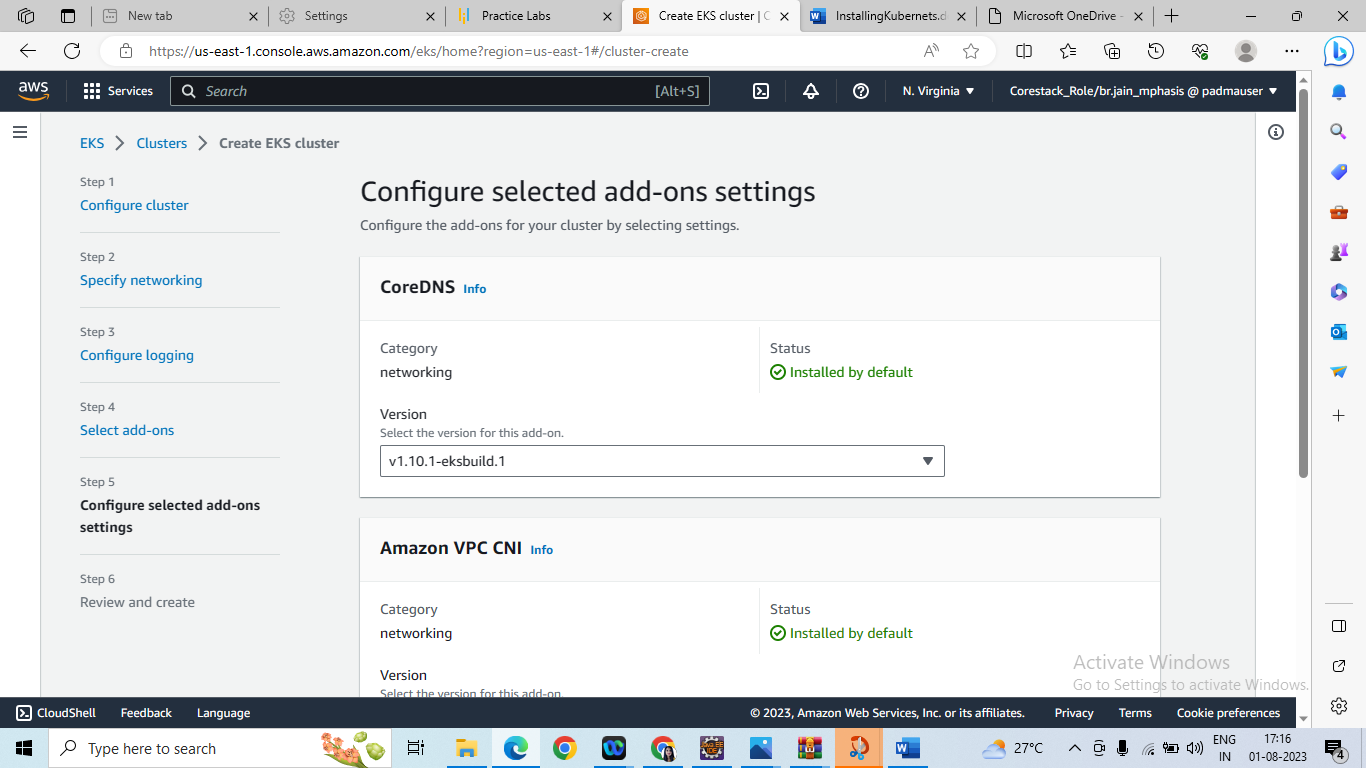 New tab
Settings
Practice Labs
Create EKS cluster | C
InstallingKubernets.d
Microsoft OneDrive -
https://us-east-1.console.aws.amazon.com/eks/home?region=us-east-1#/cluster-create
aws
Services
Search
[Alt+S]
N. Virginia
Corestack_Role/br.jain_mphasis @ padmauser
EKS
Clusters
Create EKS cluster
Step 1
Configure cluster
Step 2
Specify networking
Step 3
Configure logging
Step 4
Select add-ons
Step 5
Configure selected add-ons
settings
Step 6
Review and create
Configure selected add-ons settings
Configure the add-ons for your cluster by selecting settings.
CoreDNS Info
Category
networking
Status
Installed by default
Version
Select the version for this add-on.
v1.10.1-eksbuild.1
Amazon VPC CNI Info
Category
networking
Status
Installed by default
Version
Select the version for this add-on.
Activate Windows
Go to Settings to activate Windows.
CloudShell
Feedback
Language
© 2023, Amazon Web Services, Inc. or its affiliates.
Privacy
Terms
Cookie preferences
Type here to search
27°C
ENG
IN
17:16
01-08-2023
4